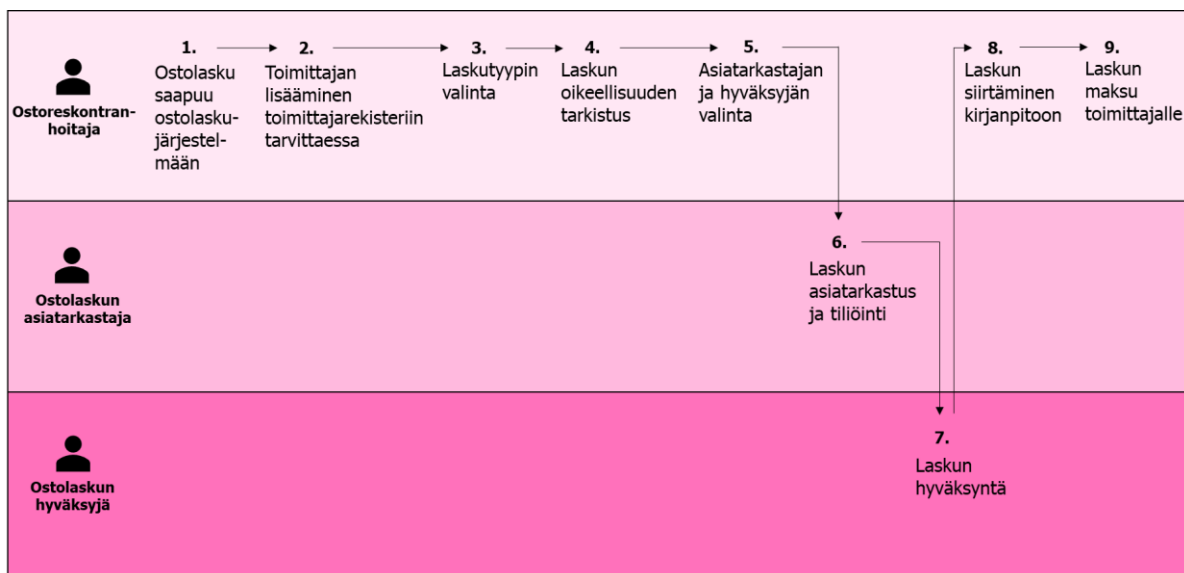 Ostoreskontran-
hoitaja
1.
Ostolasku
saapuu
ostolasku-
järjestel-
mään
2.
Toimittajan
lisääminen
toimittajarekisteriin
tarvittaessa
3.
Laskutyypin
valinta
4.
Laskun
oikeellisuuden
tarkistus
5.
Asiatarkastajan
ja hyväksyjän
valinta
8.
Laskun
siirtäminen
kirjanpitoon
9.
Laskun
maksu
toimittajalle
Ostolaskun
asiatarkastaja
6.
Laskun
asiatarkastus
ja tiliöinti
Ostolaskun
hyväksyjä
7.
Laskun
hyväksyntä